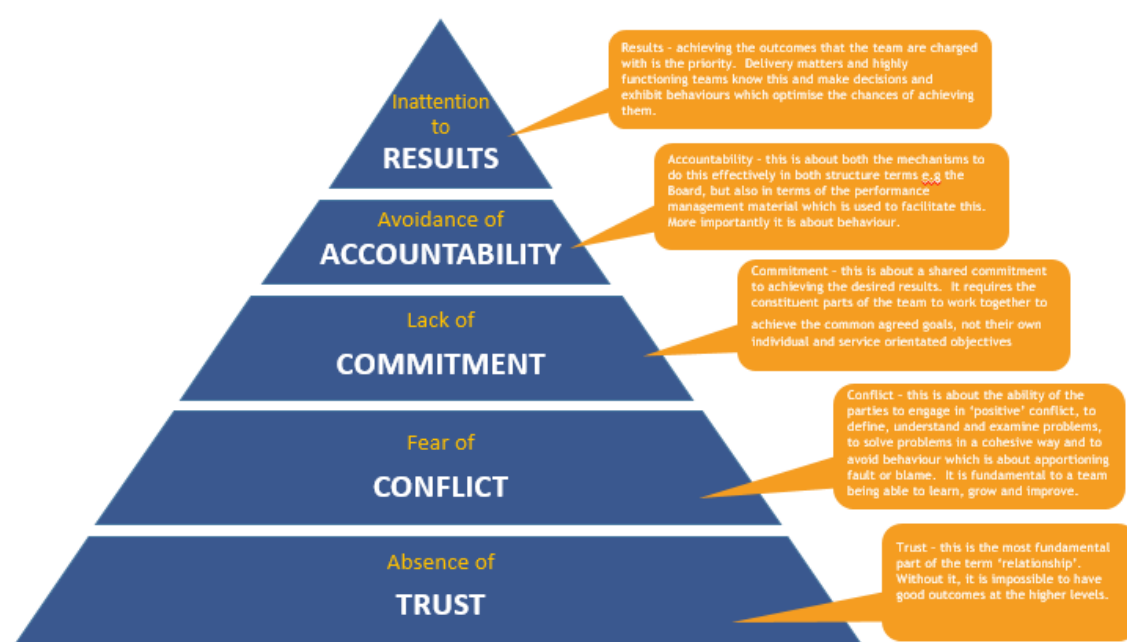 Inattention
to
RESULTS
Results – achieving the outcomes that the team are charged
with is the priority.  Delivery matters and highly
functioning teams know this and make decisions and
exhibit behaviours which optimise the chances of achieving
them.
Avoidance of
ACCOUNTABILITY
Accountability – this is about both the mechanisms to
do this effectively in both structure terms e.g the
Board, but also in terms of the performance
management material which is used to facilitate this.
More importantly it is about behaviour.
Lack of
COMMITMENT
Commitment – this is about a shared commitment
to achieving the desired results.  It requires the
constituent parts of the team to work together to
achieve the common agreed goals, not their own
individual and service orientated objectives
Fear of
CONFLICT
Conflict – this is about the ability of the
parties to engage in ‘positive’ conflict, to
define, understand and examine problems,
to solve problems in a cohesive way and to
avoid behaviour which is about apportioning
fault or blame.  It is fundamental to a team
being able to learn, grow and improve.
Absence of
TRUST
Trust – this is the most fundamental
part of the term ‘relationship’.
Without it, it is impossible to have
good outcomes at the higher levels.